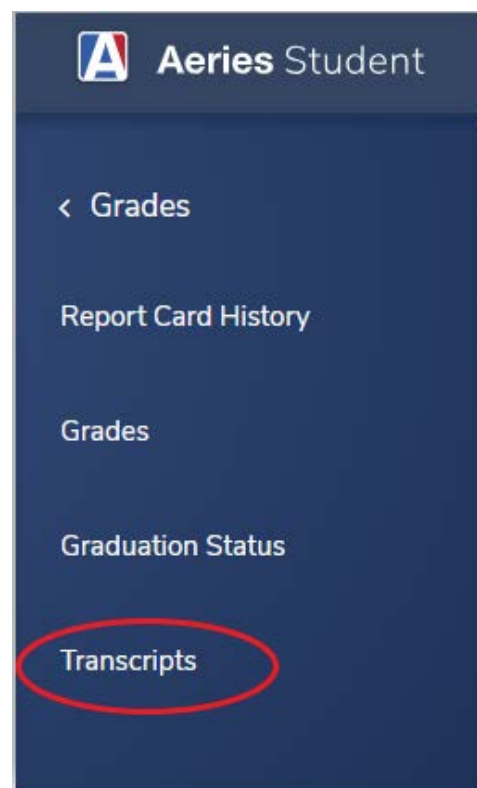 Aeries Student
< Grades
Report Card History
Grades
Graduation Status
Transcripts